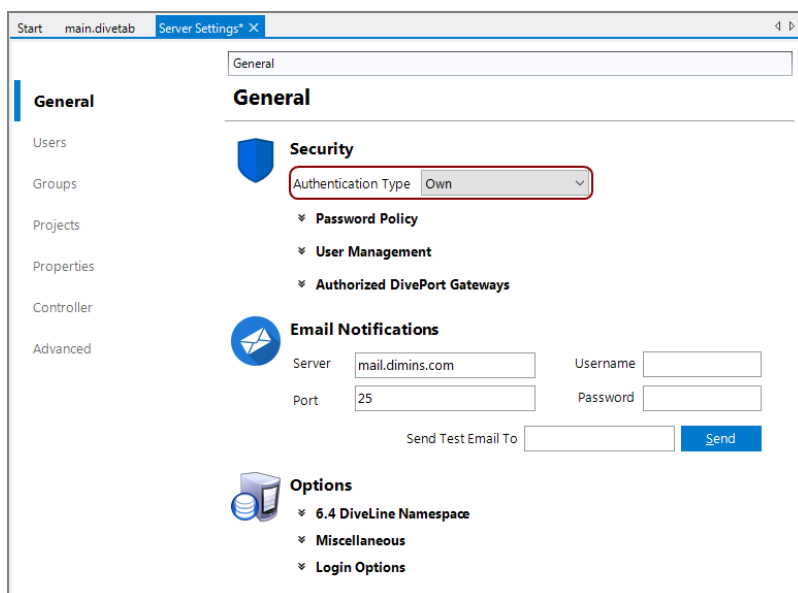 Start main.divetab Server Settings* ✕
General
General
General
Users
Groups
Projects
Properties
Controller
Advanced
Security
Authentication Type Own
Password Policy
User Management
Authorized DivePort Gateways
Email Notifications
Server mail.dimins.com Username
Port 25 Password
Send Test Email To Send
Options
6.4 DiveLine Namespace
Miscellaneous
Login Options